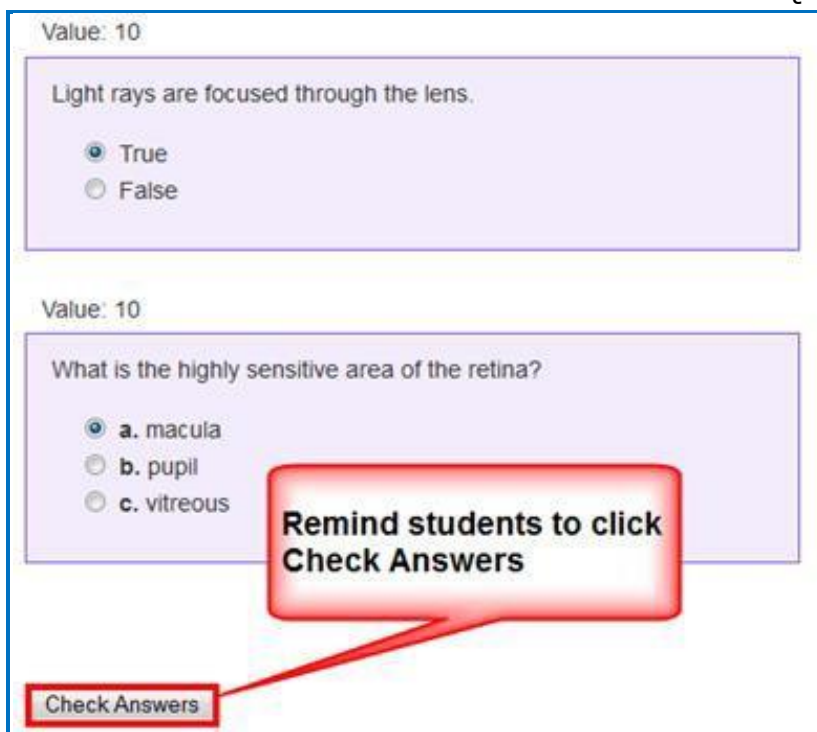 Value: 10
Light rays are focused through the lens.
True
False
Value: 10
What is the highly sensitive area of the retina?
a. macula
b. pupil
c. vitreous
Remind students to click
Check Answers
Check Answers